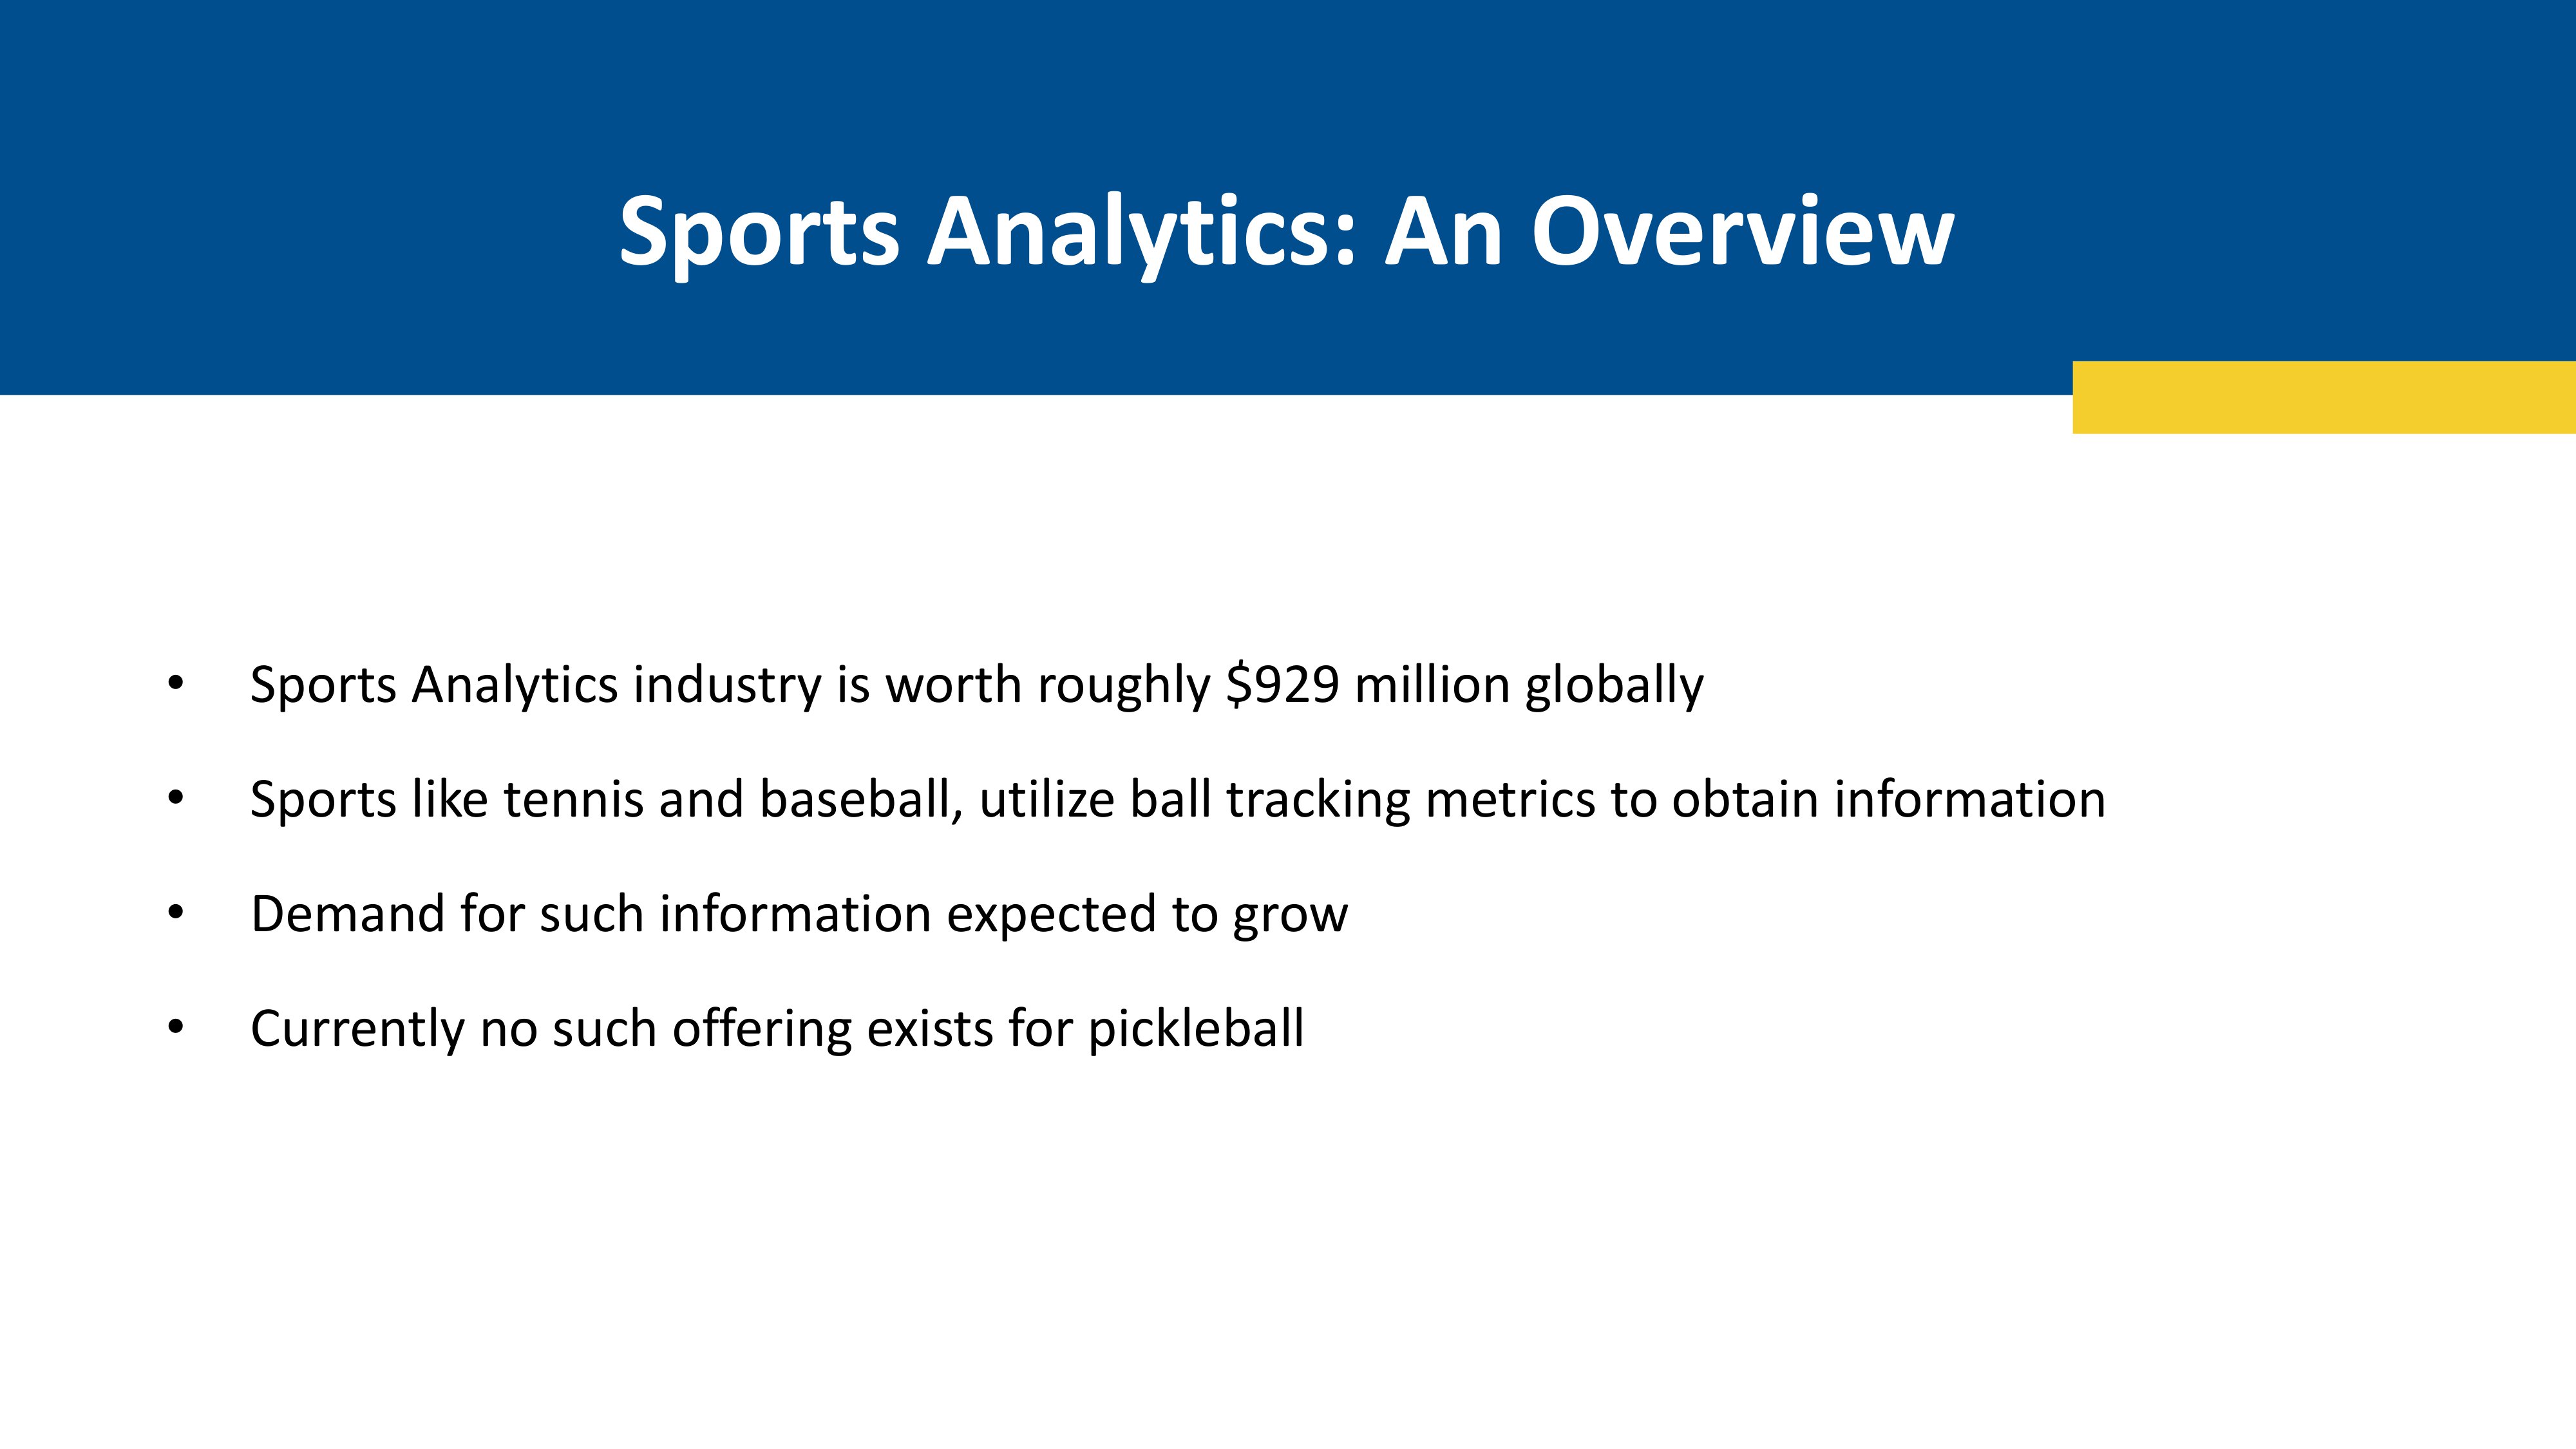 Sports Analytics: An Overview
• Sports Analytics industry is worth roughly $929 million globally
• Sports like tennis and baseball, utilize ball tracking metrics to obtain information
• Demand for such information expected to grow
• Currently no such offering exists for pickleball